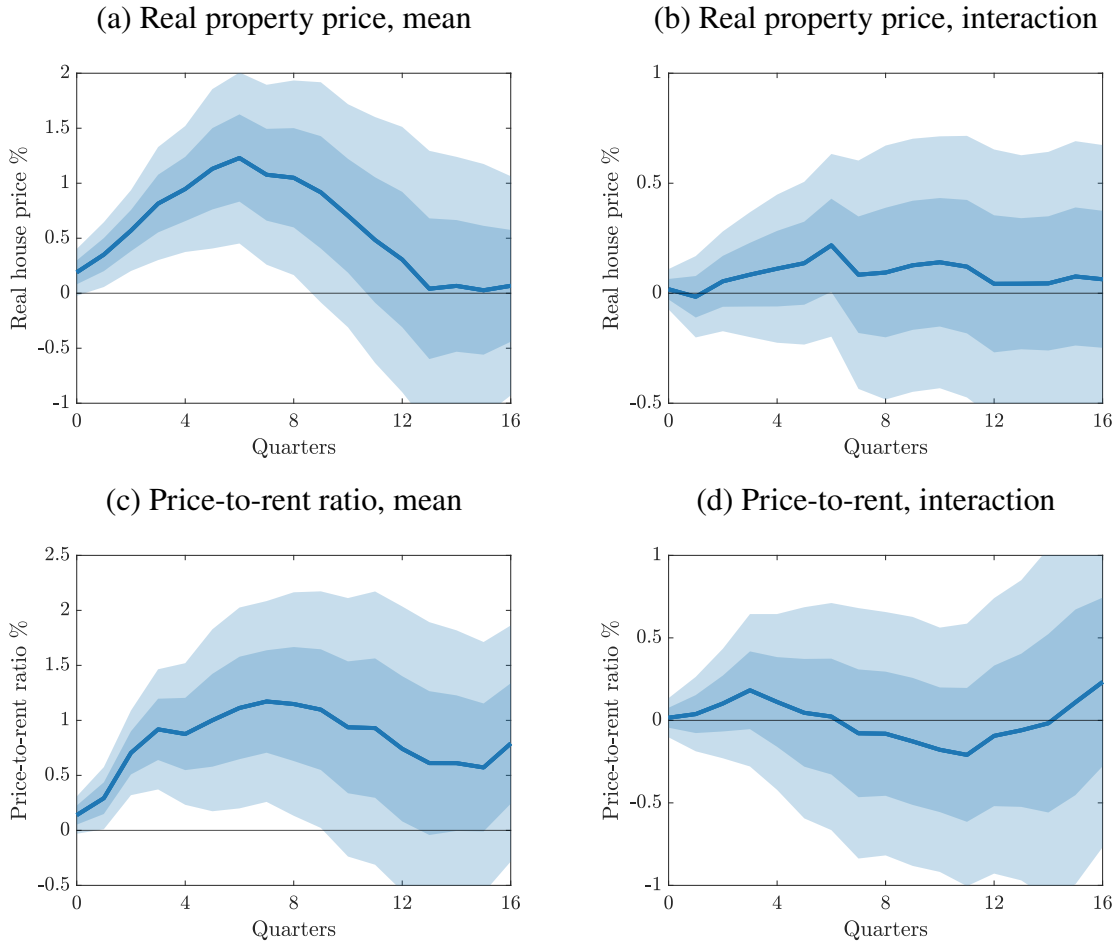 (a) Real property price, mean
(b) Real property price, interaction
Real house price %
2
1.5
1
0.5
0
-0.5
-1
0 4 8 12 16
Quarters
Real house price %
1
0.5
0
-0.5
0 4 8 12 16
Quarters
(c) Price-to-rent ratio, mean
(d) Price-to-rent, interaction
Price-to-rent ratio %
2.5
2
1.5
1
0.5
0
-0.5
0 4 8 12 16
Quarters
Price-to-rent ratio %
1
0.5
0
-0.5
-1
0 4 8 12 16
Quarters